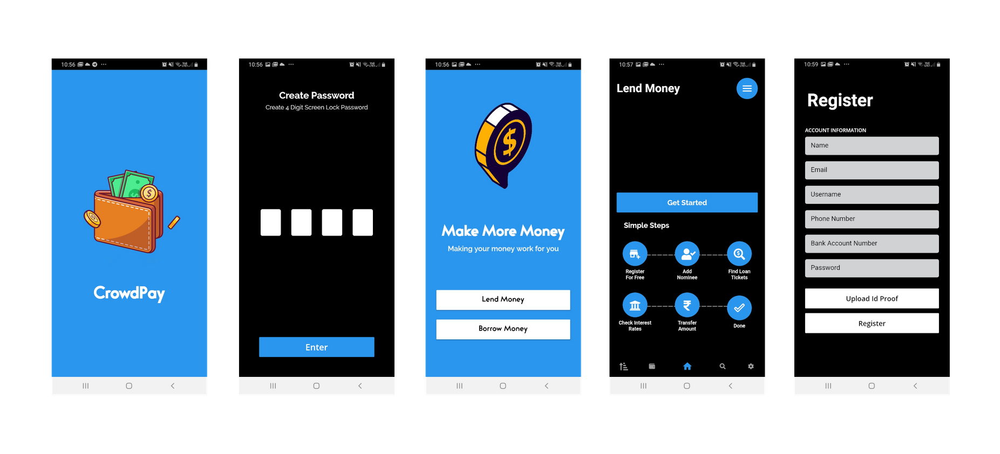 10:56
CrowdPay
10:56
Create Password
Create 4 Digit Screen Lock Password
Enter
10:56
Make More Money
Making your money work for you
Lend Money
Borrow Money
10:57
Lend Money
Get Started
Simple Steps
Register
For Free
Add
Nominee
Find Loan
Tickets
Check Interest
Rates
Transfer
Amount
Done
10:59
Register
ACCOUNT INFORMATION
Name
Email
Username
Phone Number
Bank Account Number
Password
Upload Id Proof
Register